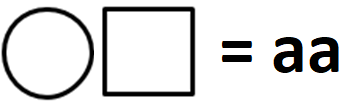 = aa